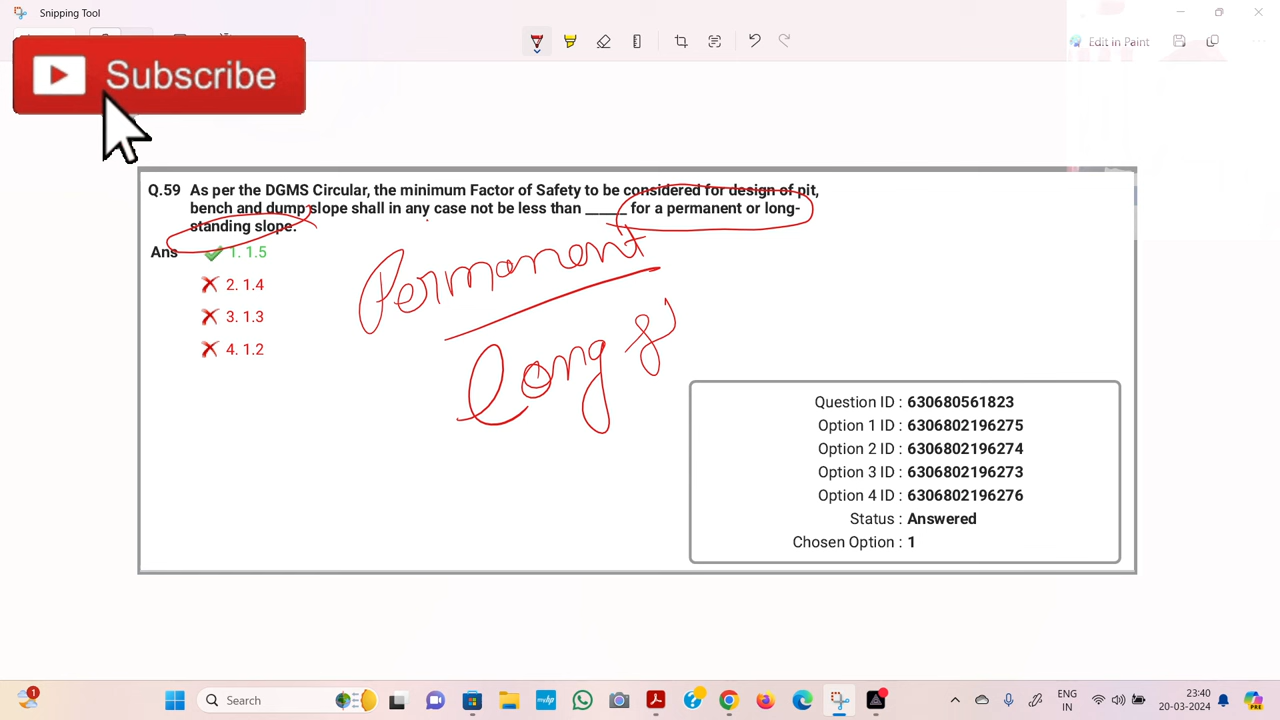 Snipping Tool
Edit in Paint
Subscribe
Q.59 As per the DGMS Circular, the minimum Factor of Safety to be considered for design of pit,
bench and dump slope shall in any case not be less than ______ for a permanent or long-
standing slope.
Ans 1. 1.5
2. 1.4
3. 1.3
4. 1.2
Permanent
Long s
Question ID : 630680561823
Option 1 ID : 6306802196275
Option 2 ID : 6306802196274
Option 3 ID : 6306802196273
Option 4 ID : 6306802196276
Status : Answered
Chosen Option : 1
1
Search
myhp
ENG
IN
23:40
20-03-2024
PRE